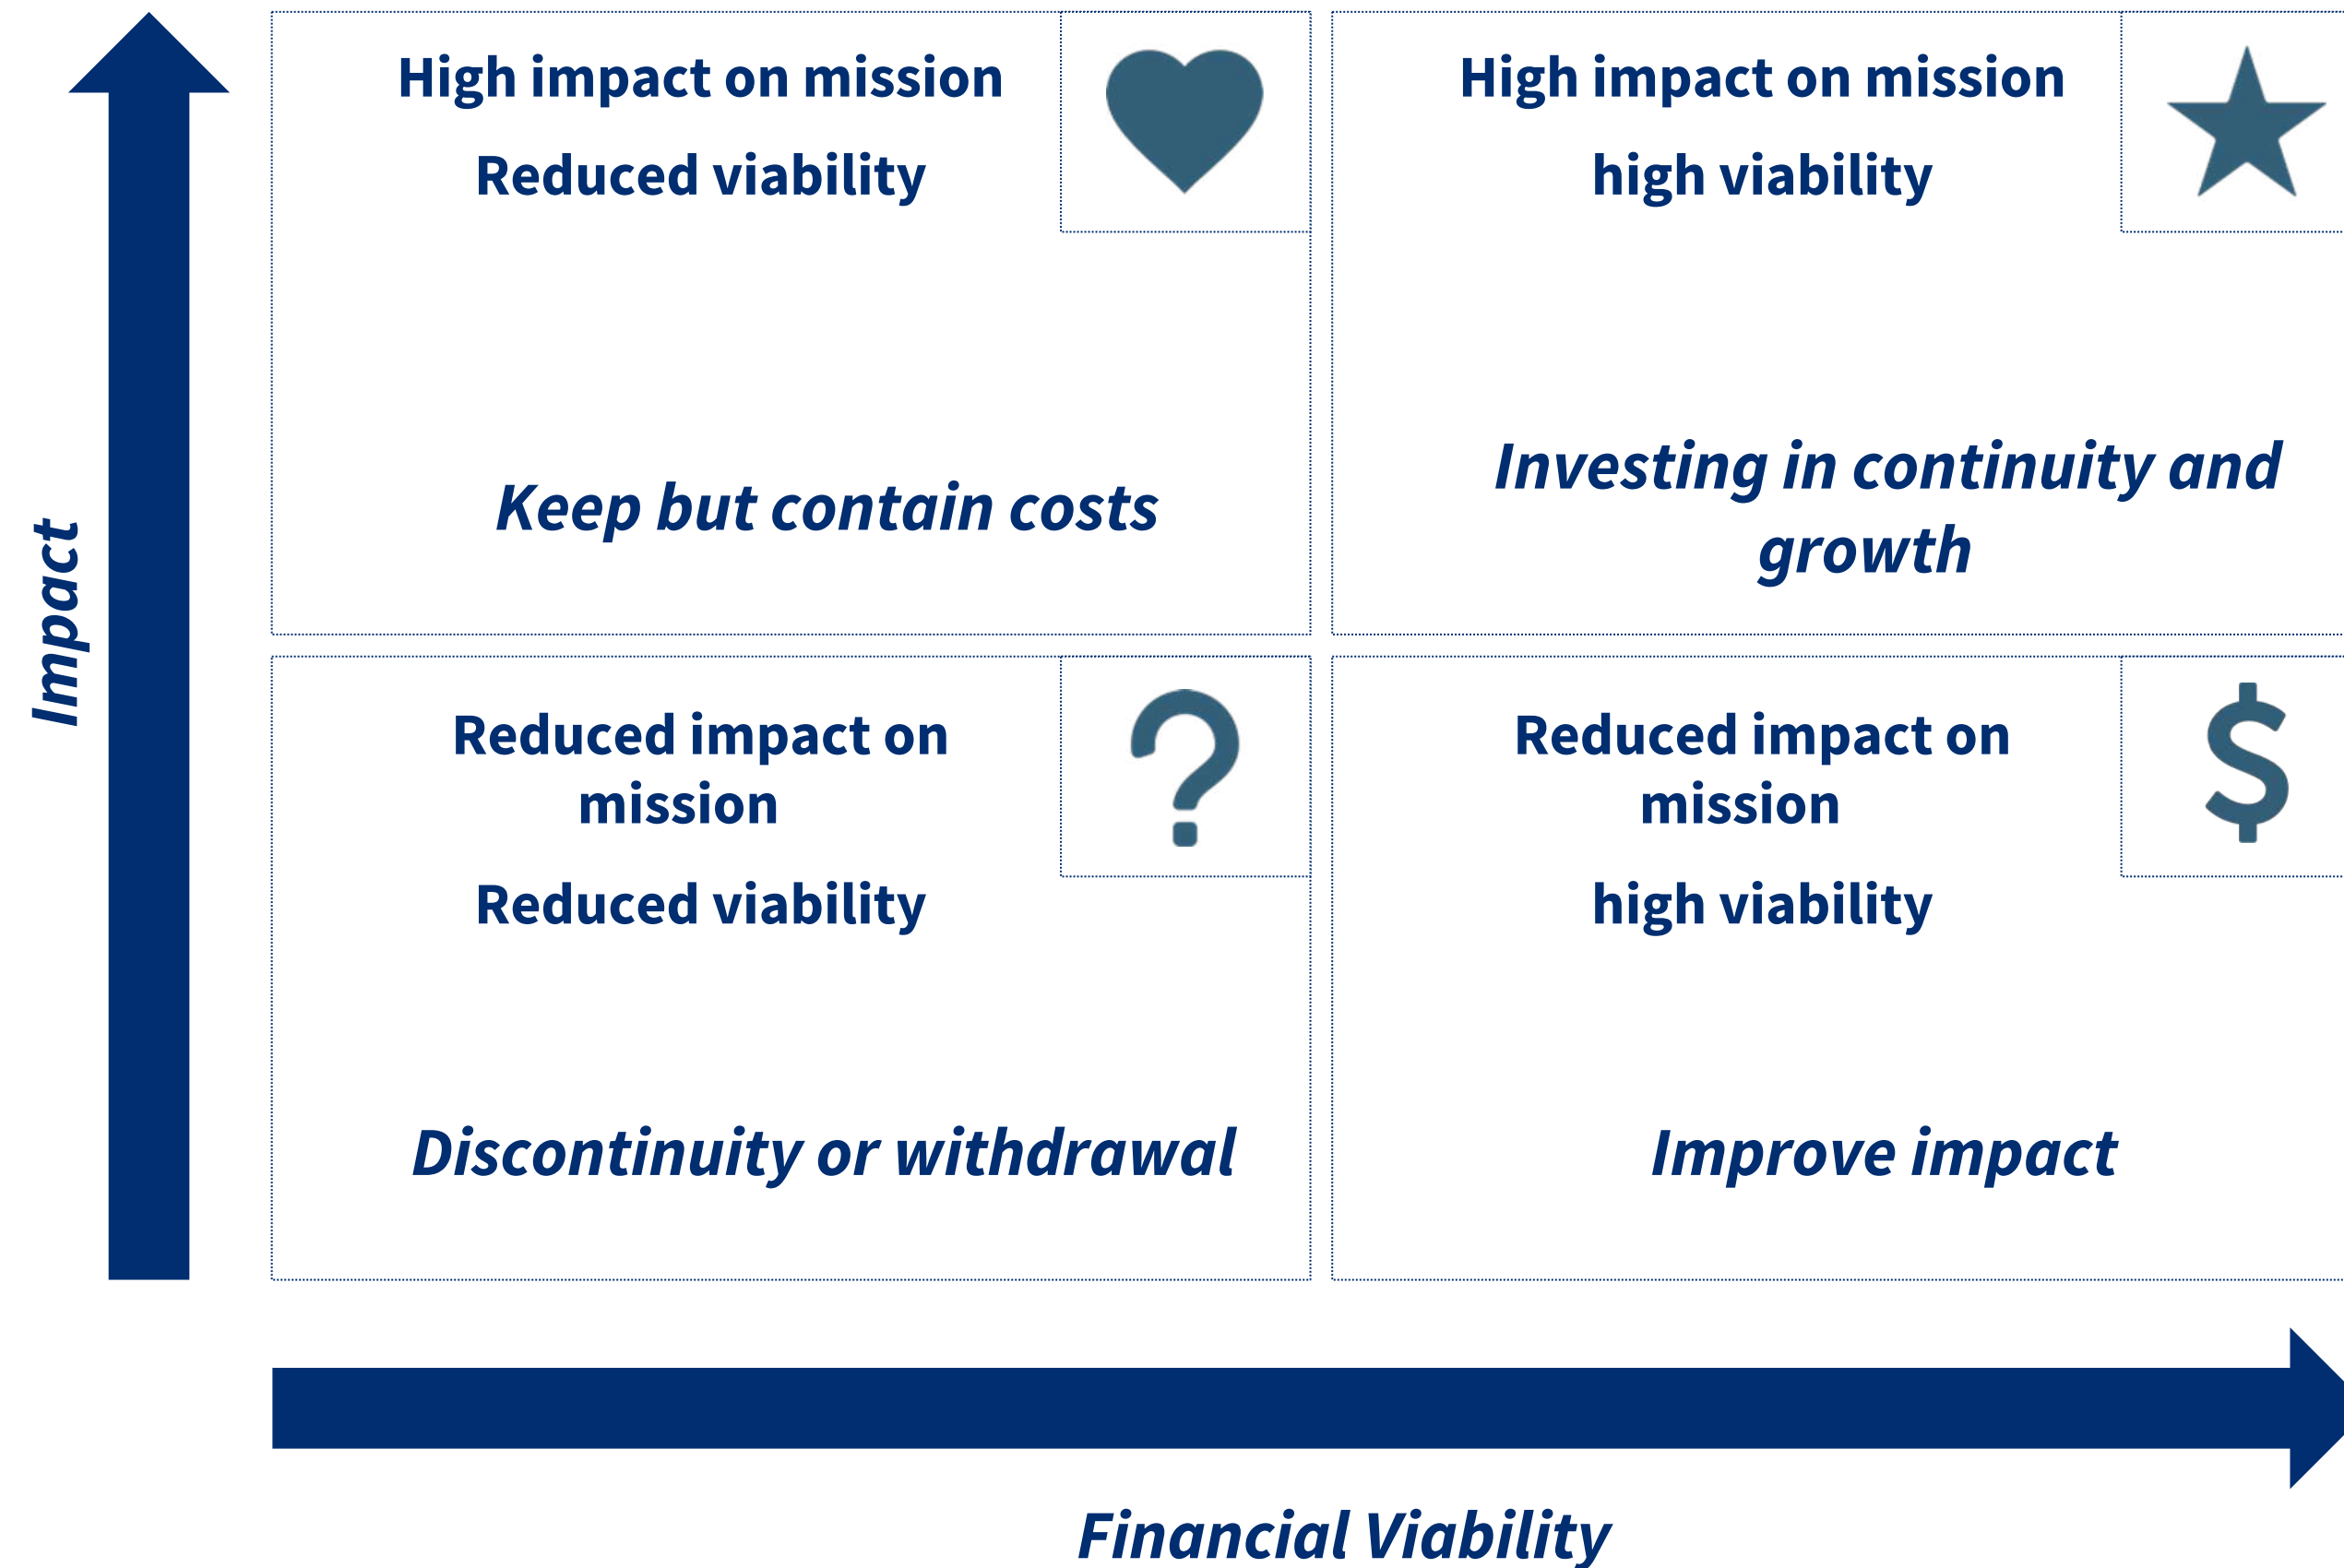 High impact on mission
Reduced viability
Keep but contain costs
High impact on mission
high viability
Investing in continuity and
growth
Impact
Reduced impact on
mission
Reduced viability
Discontinuity or withdrawal
Reduced impact on
mission
high viability
Improve impact
Financial Viability